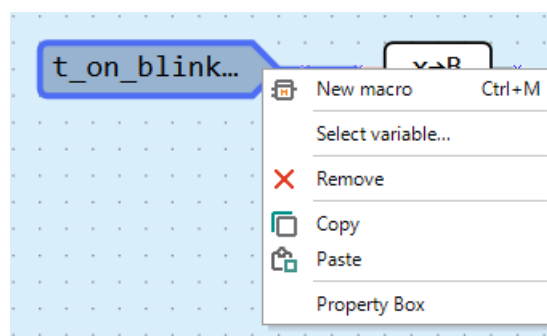 t_on_blink…
x→B
New macro Ctrl+M
Select variable...
Remove
Copy
Paste
Property Box